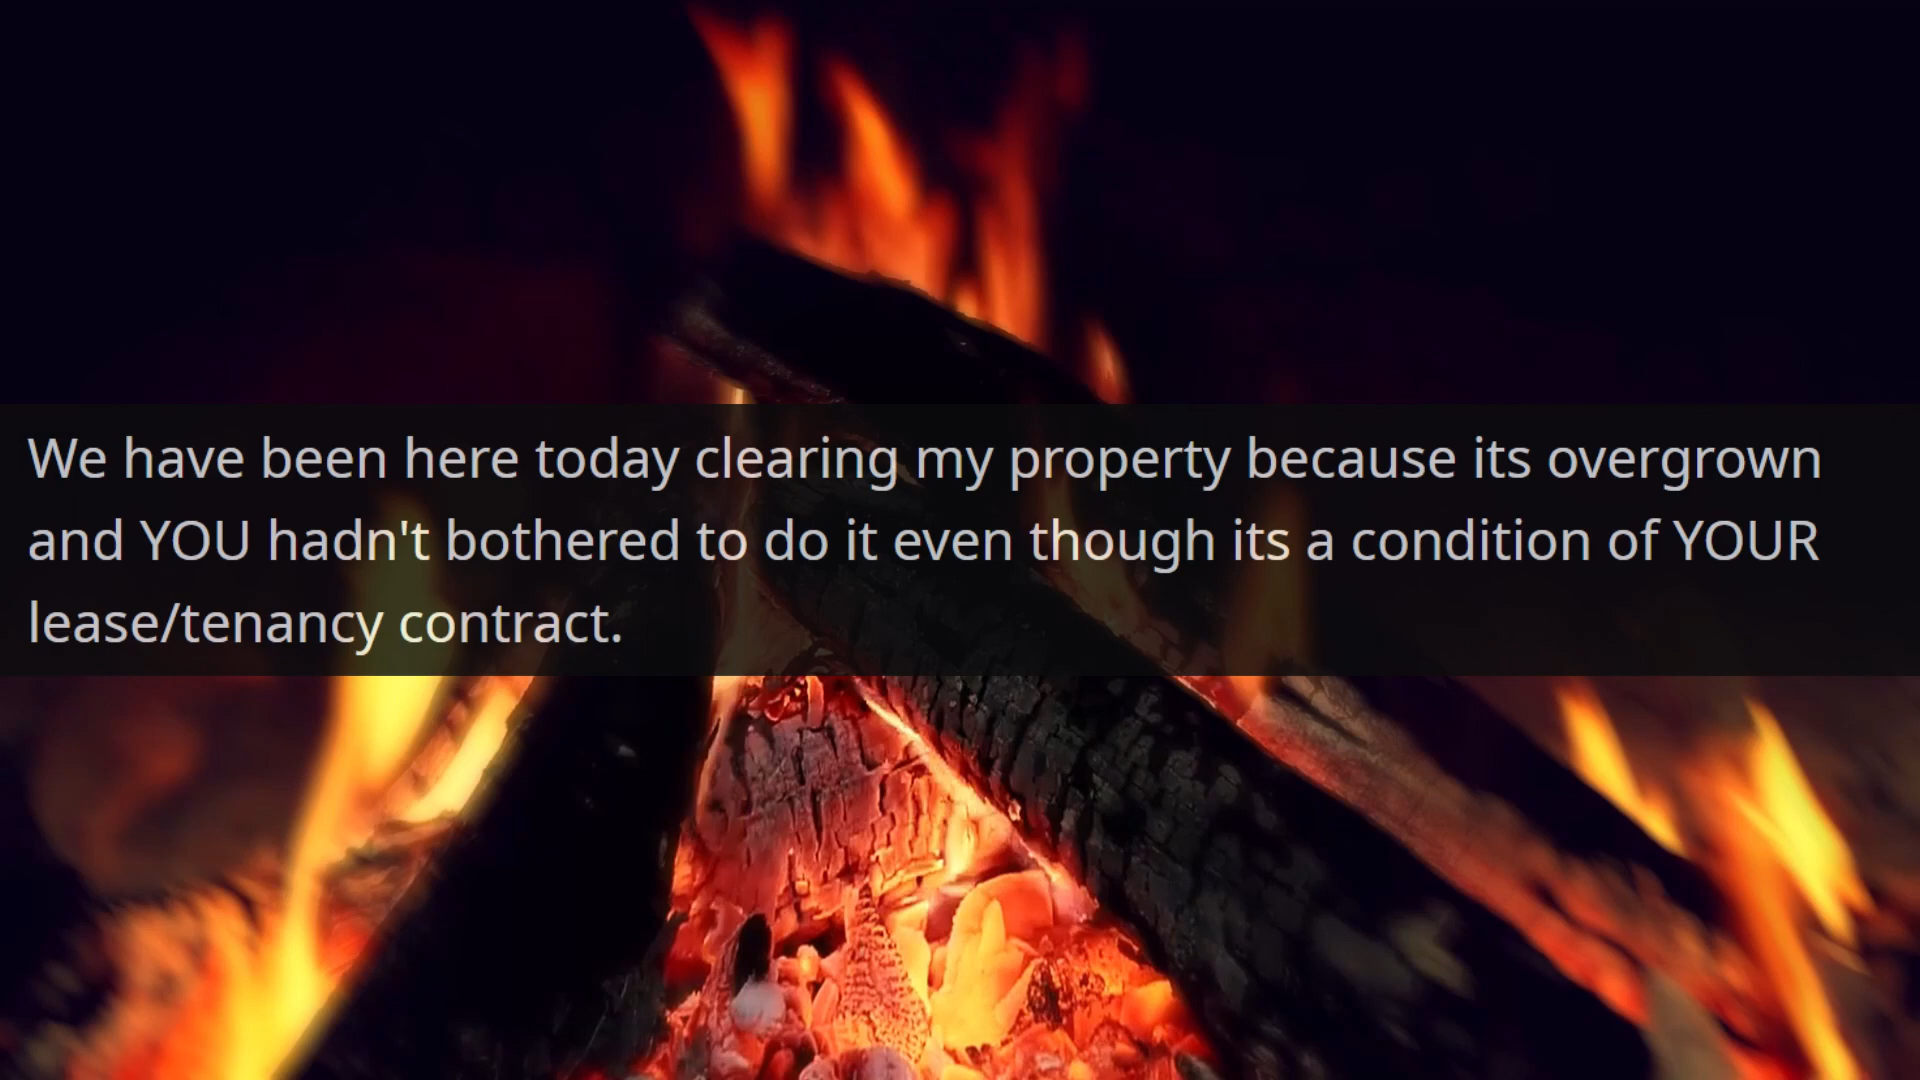 We have been here today clearing my property because its overgrown
and YOU hadn't bothered to do it even though its a condition of YOUR
lease/tenancy contract.